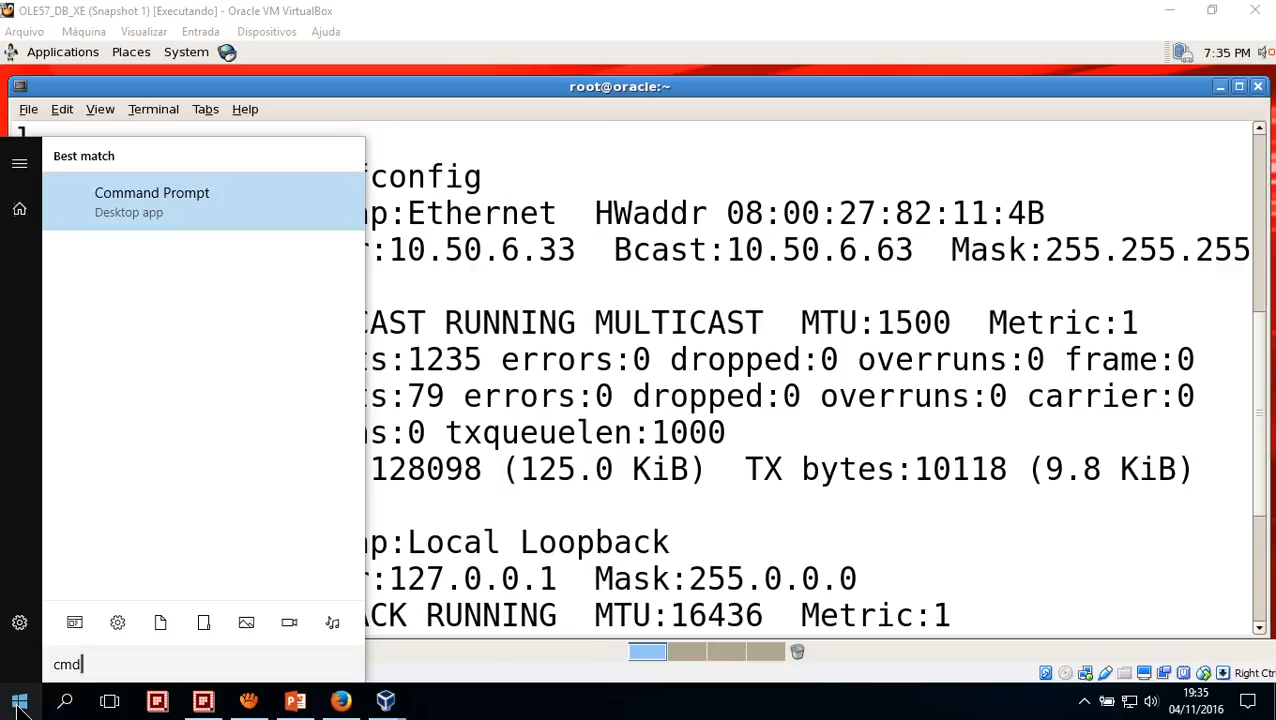 OLE57_DB_XE (Snapshot 1) [Executando] - Oracle VM VirtualBox
Arquivo Máquina Visualizar Entrada Dispositivos Ajuda
Applications Places System 7:35 PM
root@oracle:~
File Edit View Terminal Tabs Help
Best match
Command Prompt
Desktop app
fconfig
ap:Ethernet HWaddr 08:00:27:82:11:4B
r:10.50.6.33 Bcast:10.50.6.63 Mask:255.255.255
CAST RUNNING MULTICAST MTU:1500 Metric:1
ts:1235 errors:0 dropped:0 overruns:0 frame:0
ts:79 errors:0 dropped:0 overruns:0 carrier:0
ns:0 txqueuelen:1000
128098 (125.0 KiB) TX bytes:10118 (9.8 KiB)
ap:Local Loopback
r:127.0.0.1 Mask:255.0.0.0
ACK RUNNING MTU:16436 Metric:1
cmd
Right Ctr
19:35
04/11/2016